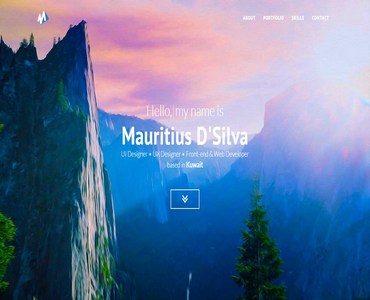 ABOUT PORTFOLIO SKILLS CONTACT
Hello, my name is
Mauritius D'Silva
UI Designer • UX Designer • Front-end & Web Developer
based in Kuwait